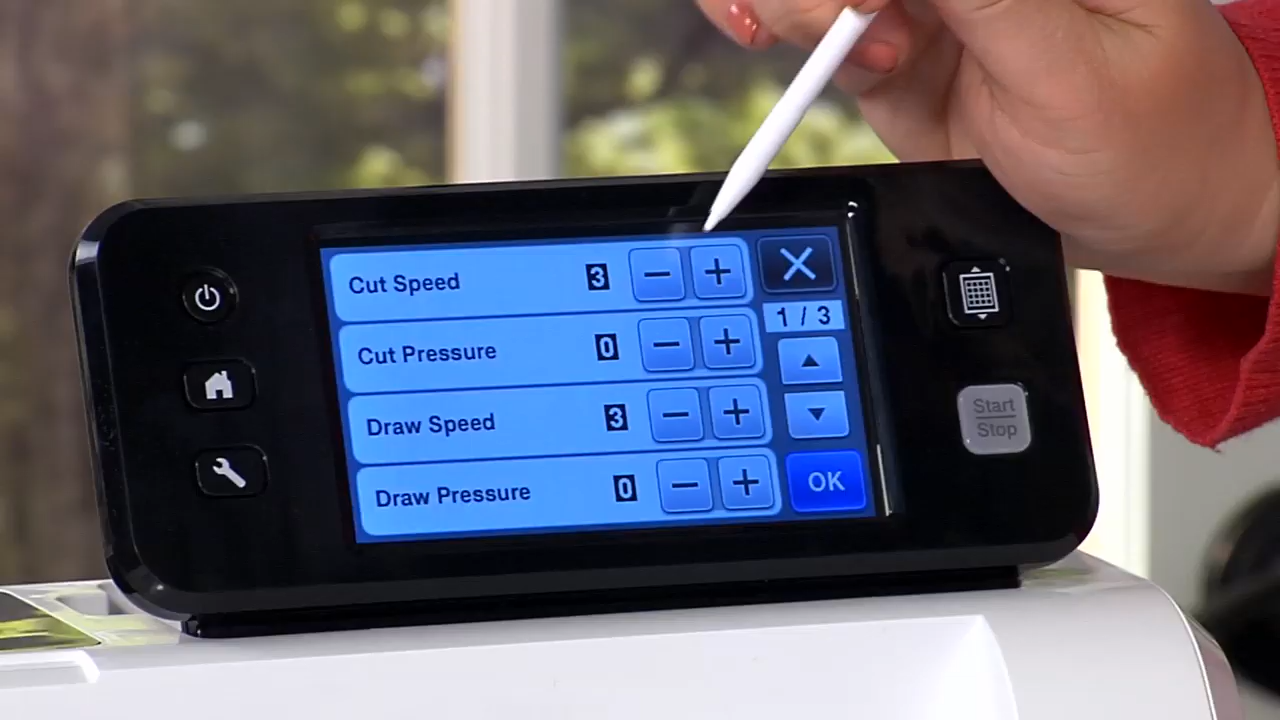 Cut Speed 3 − +
1 / 3
Cut Pressure 0 − +
Draw Speed 3 − +
Draw Pressure 0 − +
OK
Start
Stop